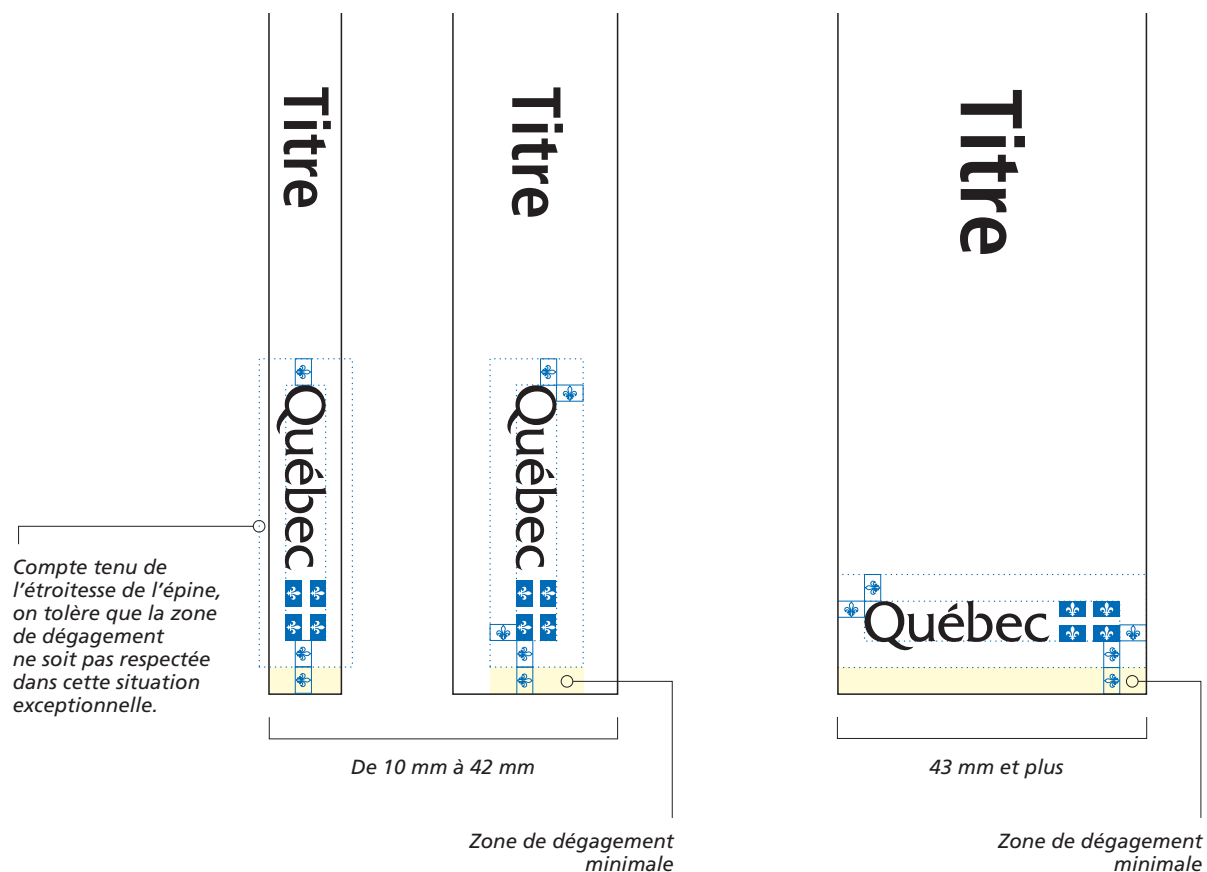 Titre
Titre
Titre
Québec
Québec
Québec
Compte tenu de
l’étroitesse de l’épine,
on tolère que la zone
de dégagement
ne soit pas respectée
dans cette situation
exceptionnelle.
De 10 mm à 42 mm
43 mm et plus
Zone de dégagement
minimale
Zone de dégagement
minimale